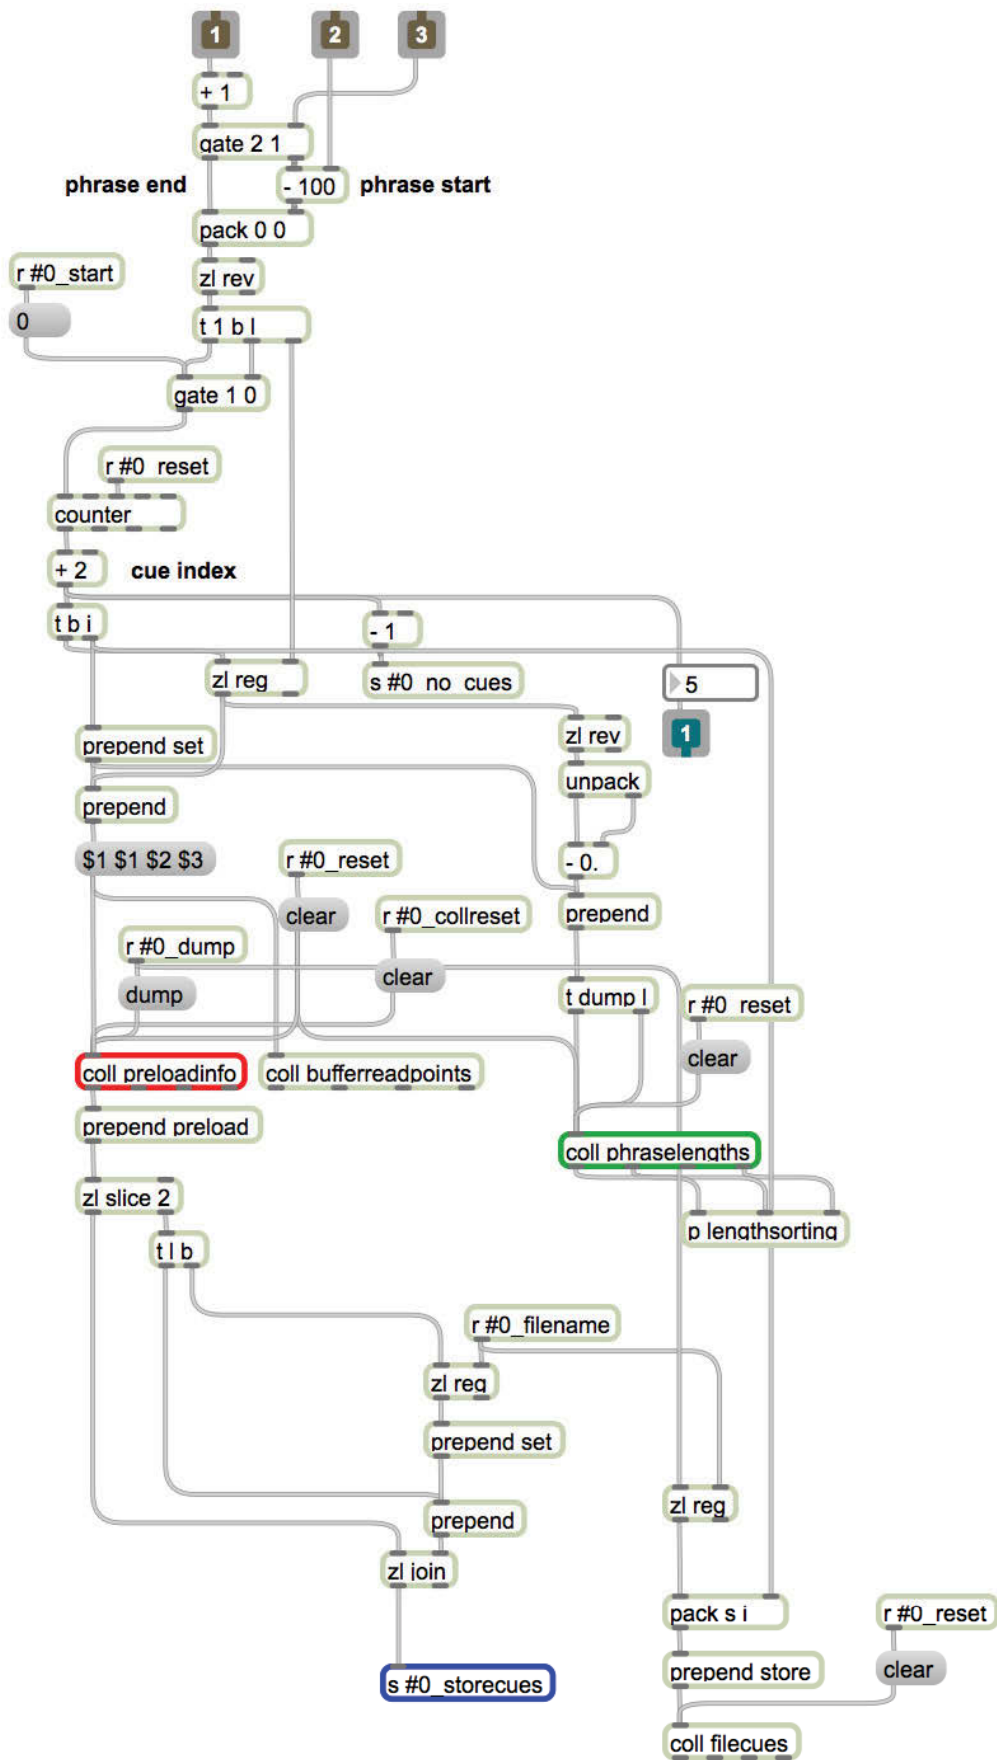 1
2
3
+ 1
gate 2 1
phrase end
- 100
phrase start
pack 0 0
r #0_start
zl rev
0
t 1 b l
gate 1 0
r #0_reset
counter
+ 2
cue index
t b i
- 1
zl reg
s #0_no_cues
5
prepend set
zl rev
1
unpack
prepend
$1 $1 $2 $3
r #0_reset
- 0.
clear
r #0_collreset
prepend
r #0_dump
clear
dump
t dump l
r #0_reset
clear
coll preloadinfo
coll bufferreadpoints
prepend preload
coll phraselengths
zl slice 2
p lengthsorting
t l b
r #0_filename
zl reg
prepend set
zl reg
prepend
zl join
pack s i
r #0_reset
s #0_storecues
prepend store
clear
coll filecues